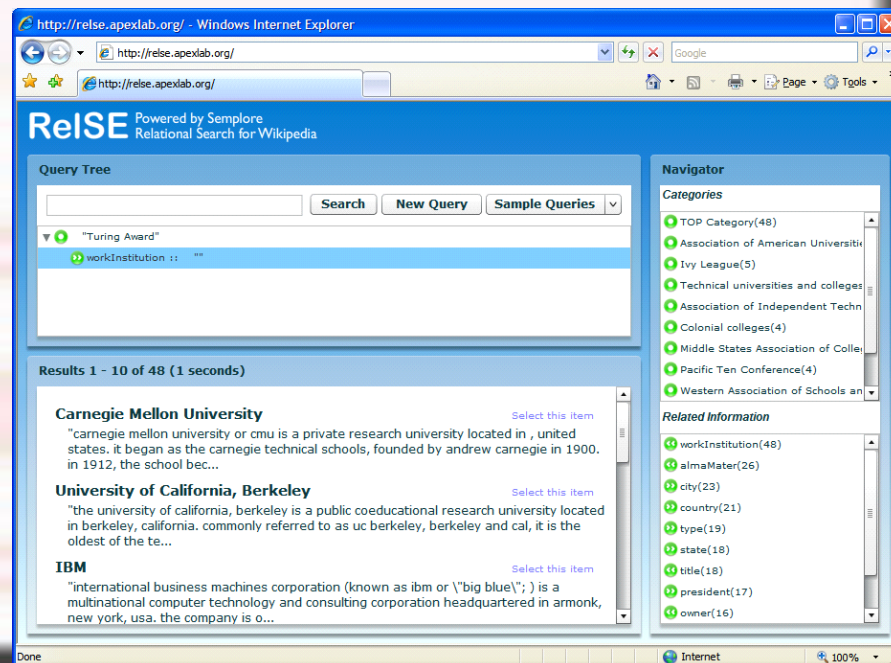 http://relse.apexlab.org/ - Windows Internet Explorer
http://relse.apexlab.org/
Google
http://relse.apexlab.org/
Page
Tools
RelSE Powered by Semplore
Relational Search for Wikipedia
Query Tree
Search
New Query
Sample Queries
"Turing Award"
workInstitution :: ""
Results 1 - 10 of 48 (1 seconds)
Carnegie Mellon University
Select this item
"carnegie mellon university or cmu is a private research university located in , united
states. it began as the carnegie technical schools, founded by andrew carnegie in 1900.
in 1912, the school bec...
University of California, Berkeley
Select this item
"the university of california, berkeley is a public coeducational research university located
in berkeley, california. commonly referred to as uc berkeley, berkeley and cal, it is the
oldest of the te...
IBM
Select this item
"international business machines corporation (known as ibm or \"big blue\"; ) is a
multinational computer technology and consulting corporation headquartered in armonk,
new york, usa. the company is o...
Navigator
Categories
TOP Category(48)
Association of American Universitie
Ivy League(5)
Technical universities and colleges
Association of Independent Techn
Colonial colleges(4)
Middle States Association of Colle
Pacific Ten Conference(4)
Western Association of Schools an
Related Information
workInstitution(48)
almaMater(26)
city(23)
country(21)
type(19)
state(18)
title(18)
president(17)
owner(16)
Done
Internet
100%